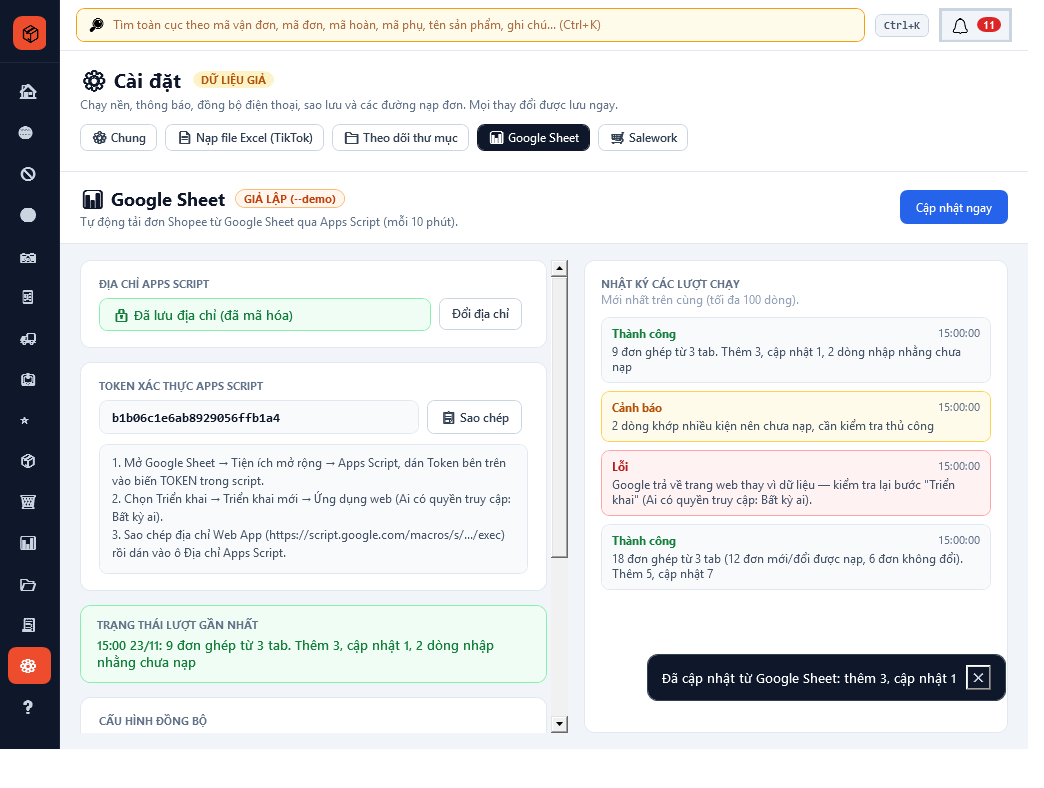 Tìm toàn cục theo mã vận đơn, mã đơn, mã hoàn, mã phụ, tên sản phẩm, ghi chú... (Ctrl+K)
Ctrl+K
11
Cài đặt
DỮ LIỆU GIẢ
Chạy nền, thông báo, đồng bộ điện thoại, sao lưu và các đường nạp đơn. Mọi thay đổi được lưu ngay.
Chung
Nạp file Excel (TikTok)
Theo dõi thư mục
Google Sheet
Salework
Google Sheet
GIẢ LẬP (--demo)
Tự động tải đơn Shopee từ Google Sheet qua Apps Script (mỗi 10 phút).
Cập nhật ngay
ĐỊA CHỈ APPS SCRIPT
Đã lưu địa chỉ (đã mã hóa)
Đổi địa chỉ
TOKEN XÁC THỰC APPS SCRIPT
b1b06c1e6ab8929056ffb1a4
Sao chép
1. Mở Google Sheet → Tiện ích mở rộng → Apps Script, dán Token bên trên
vào biến TOKEN trong script.
2. Chọn Triển khai → Triển khai mới → Ứng dụng web (Ai có quyền truy cập:
Bất kỳ ai).
3. Sao chép địa chỉ Web App (https://script.google.com/macros/s/.../exec)
rồi dán vào ô Địa chỉ Apps Script.
TRẠNG THÁI LƯỢT GẦN NHẤT
15:00 23/11: 9 đơn ghép từ 3 tab. Thêm 3, cập nhật 1, 2 dòng nhập
nhằng chưa nạp
CẤU HÌNH ĐỒNG BỘ
NHẬT KÝ CÁC LƯỢT CHẠY
Mới nhất trên cùng (tối đa 100 dòng).
Thành công
15:00:00
9 đơn ghép từ 3 tab. Thêm 3, cập nhật 1, 2 dòng nhập nhằng chưa
nạp
Cảnh báo
15:00:00
2 dòng khớp nhiều kiện nên chưa nạp, cần kiểm tra thủ công
Lỗi
15:00:00
Google trả về trang web thay vì dữ liệu — kiểm tra lại bước "Triển
khai" (Ai có quyền truy cập: Bất kỳ ai).
Thành công
15:00:00
18 đơn ghép từ 3 tab (12 đơn mới/đổi được nạp, 6 đơn không đổi).
Thêm 5, cập nhật 7
Đã cập nhật từ Google Sheet: thêm 3, cập nhật 1